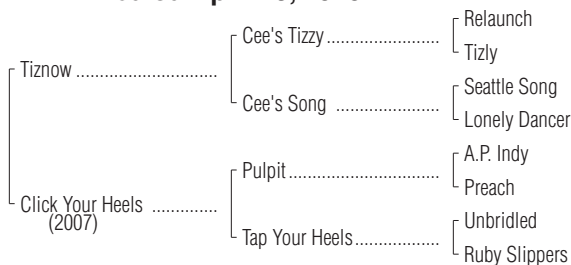 Relaunch
Cee's Tizzy ........................
Tizly
Tiznow ..............................
Seattle Song
Cee's Song ......................
Lonely Dancer
A.P. Indy
Pulpit................................
Preach
Click Your Heels ..............
(2007)
Unbridled
Tap Your Heels..................
Ruby Slippers